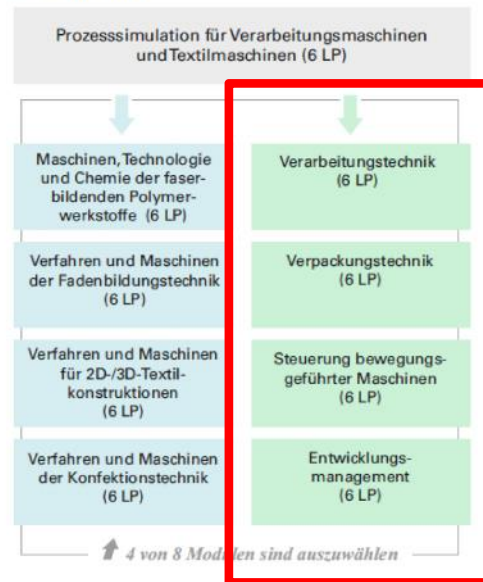 Prozesssimulation für Verarbeitungsmaschinen
und Textilmaschinen (6 LP)
Maschinen, Technologie
und Chemie der faser-
bildenden Polymer-
werkstoffe (6 LP)
Verfahren und Maschinen
der Fadenbildungstechnik
(6 LP)
Verfahren und Maschinen
für 2D-/3D-Textil-
konstruktionen
(6 LP)
Verfahren und Maschinen
der Konfektionstechnik
(6 LP)
Verarbeitungstechnik
(6 LP)
Verpackungstechnik
(6 LP)
Steuerung bewegungs-
geführter Maschinen
(6 LP)
Entwicklungs-
management
(6 LP)
4 von 8 Modulen sind auszuwählen